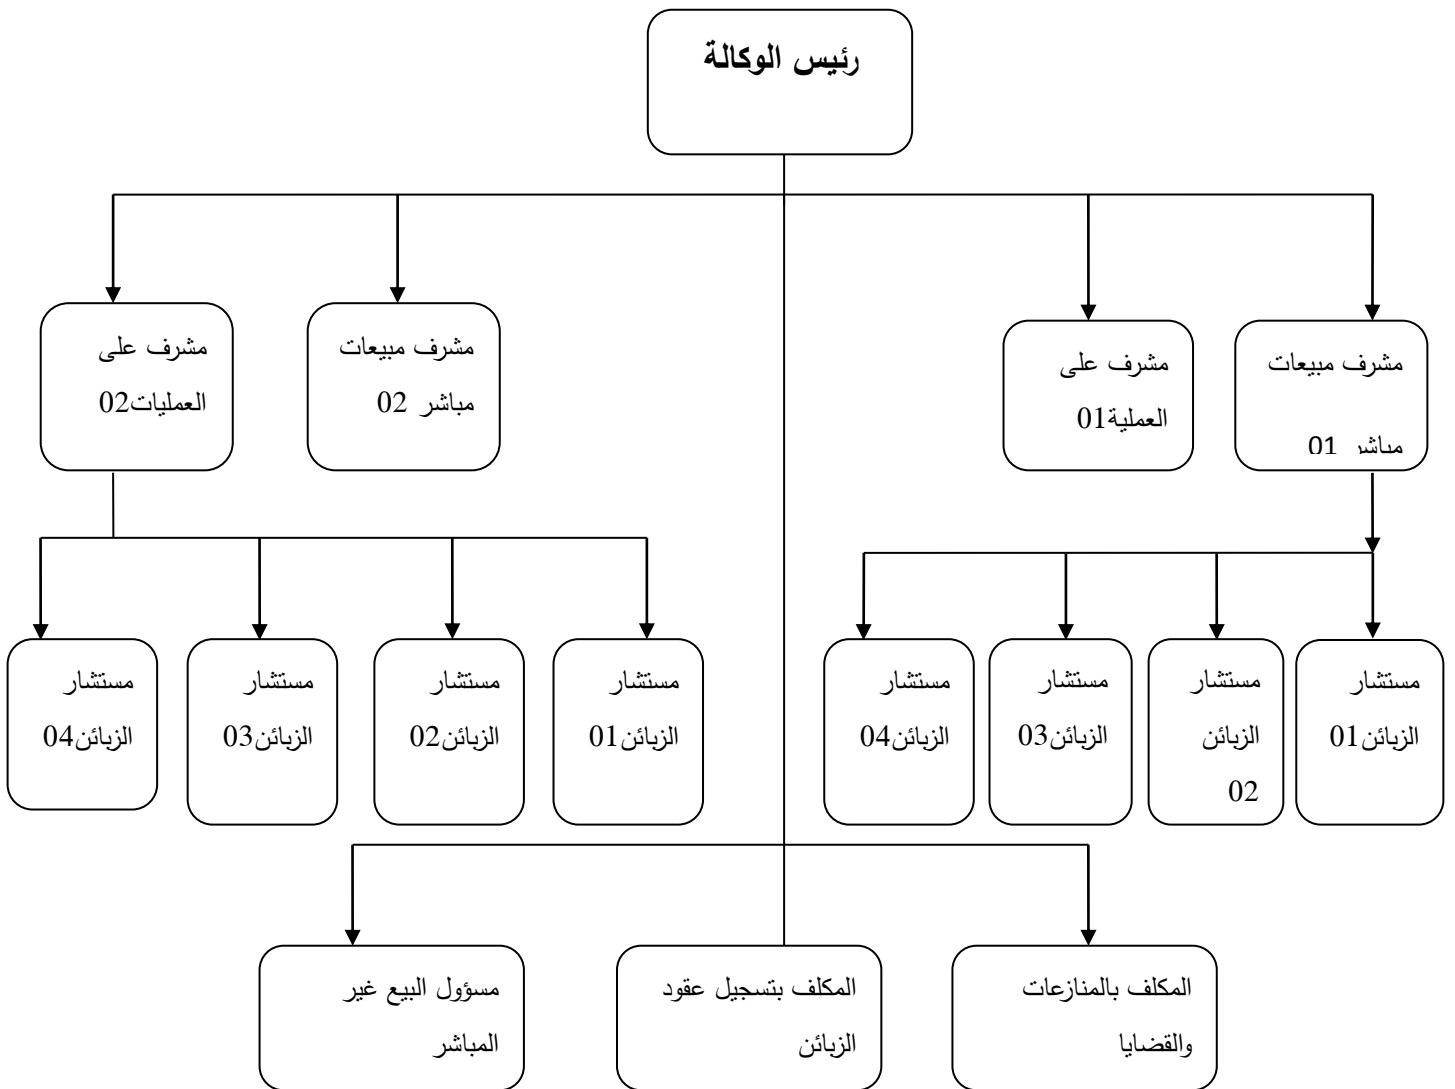 رئيس الوكالة
مشرف مبيعات
مباشر 01
مشرف على
العملية01
مشرف مبيعات
مباشر 02
مشرف على
العمليات02
مستشار
الزبائن01
مستشار
الزبائن
02
مستشار
الزبائن03
مستشار
الزبائن04
مستشار
الزبائن01
مستشار
الزبائن02
مستشار
الزبائن03
مستشار
الزبائن04
المكلف بالمنازعات
والقضايا
المكلف بتسجيل عقود
الزبائن
مسؤول البيع غير
المباشر